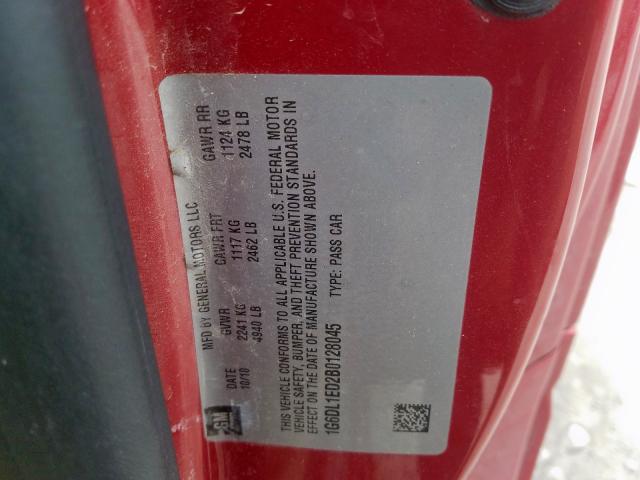 MFD BY GENERAL MOTORS LLC
DATE GVWR GAWR FRT GAWR RR
10/10 2241 KG 1117 KG 1124 KG
4940 LB 2462 LB 2478 LB
THIS VEHICLE CONFORMS TO ALL APPLICABLE U.S. FEDERAL MOTOR
VEHICLE SAFETY, BUMPER, AND THEFT PREVENTION STANDARDS IN
EFFECT ON THE DATE OF MANUFACTURE SHOWN ABOVE.
1G6DL1ED2B0128045 TYPE: PASS CAR
GM